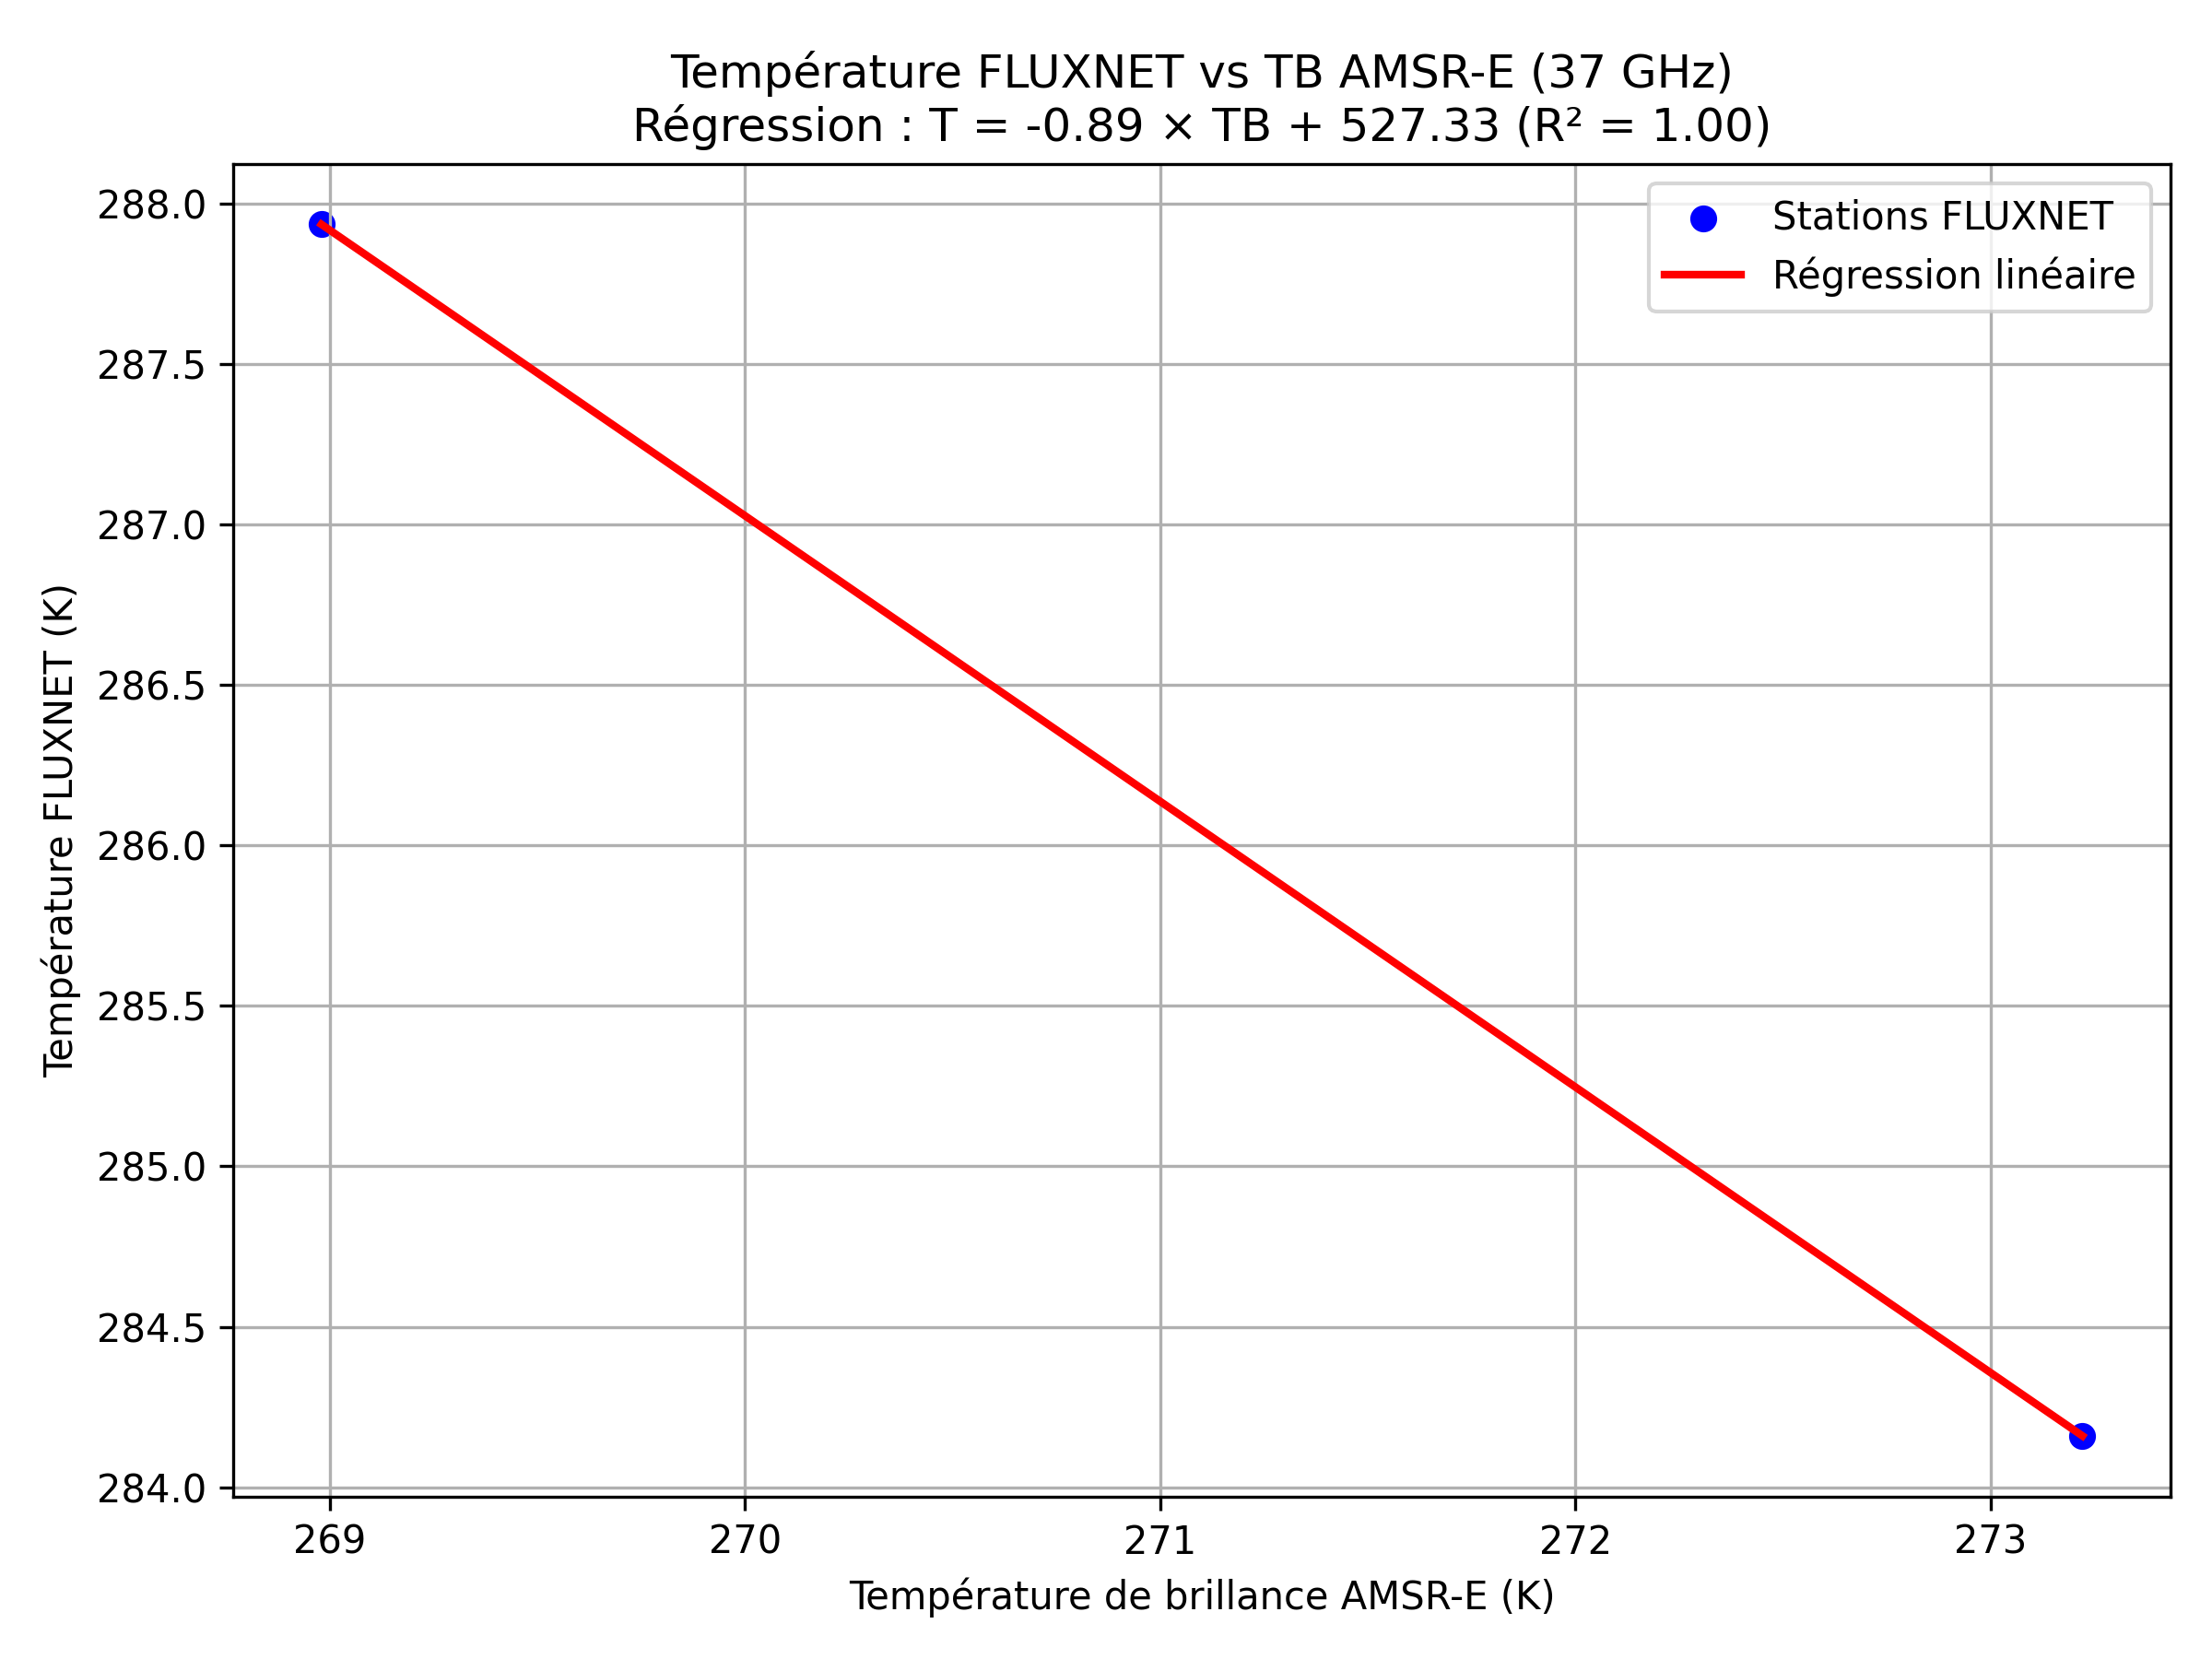 Température FLUXNET vs TB AMSR-E (37 GHz)
Régression : T = -0.89 × TB + 527.33 (R² = 1.00)
Stations FLUXNET
Régression linéaire
288.0
287.5
287.0
286.5
286.0
285.5
285.0
284.5
284.0
Température FLUXNET (K)
269 270 271 272 273
Température de brillance AMSR-E (K)